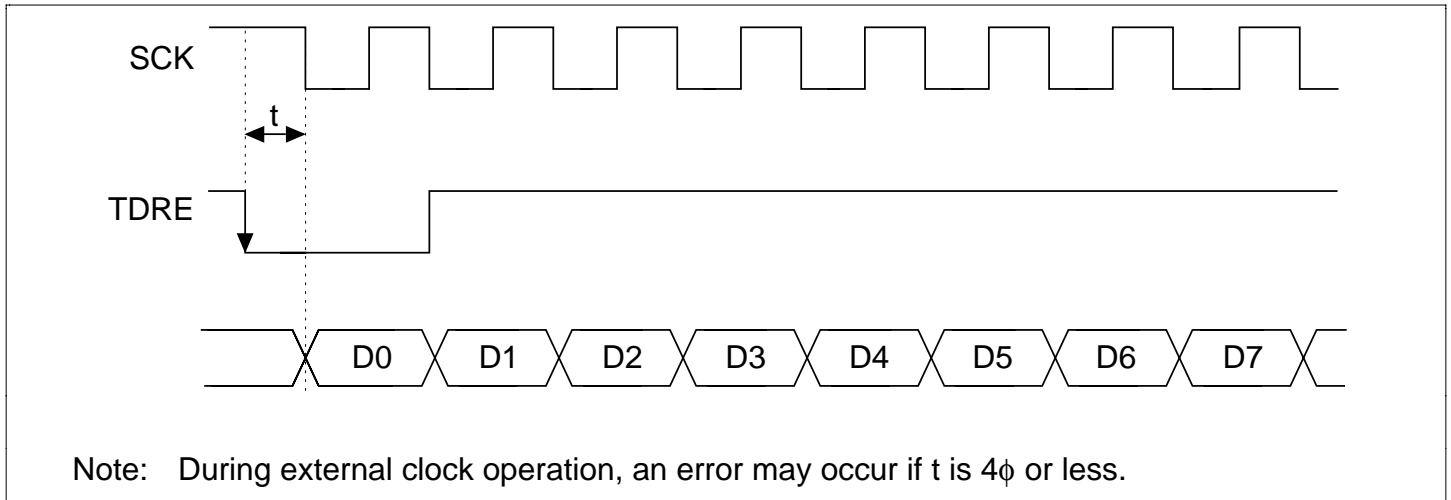 SCK
t
TDRE
D0 D1 D2 D3 D4 D5 D6 D7
Note: During external clock operation, an error may occur if t is 4ϕ or less.